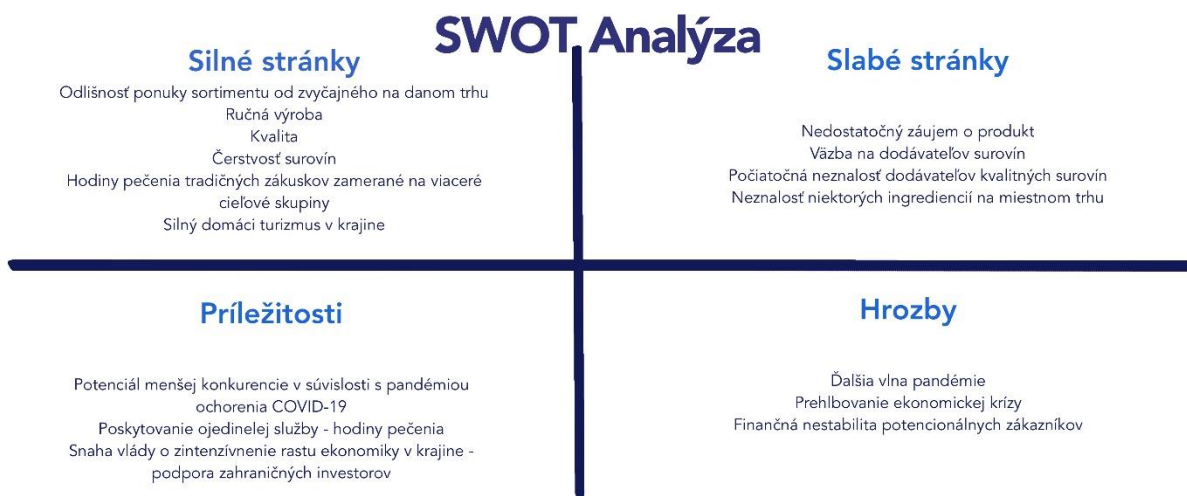 SWOT Analýza
Silné stránky
Odlišnosť ponuky sortimentu od zvyčajného na danom trhu
Ručná výroba
Kvalita
Čerstvosť surovín
Hodiny pečenia tradičných zákuskov zamerané na viaceré
cieľové skupiny
Silný domáci turizmus v krajine
Slabé stránky
Nedostatočný záujem o produkt
Väzba na dodávateľov surovín
Počiatočná neznalosť dodávateľov kvalitných surovín
Neznalosť niektorých ingrediencií na miestnom trhu
Príležitosti
Potenciál menšej konkurencie v súvislosti s pandémiou
ochorenia COVID-19
Poskytovanie ojedinelej služby - hodiny pečenia
Snaha vlády o zintenzívnenie rastu ekonomiky v krajine -
podpora zahraničných investorov
Hrozby
Ďalšia vlna pandémie
Prehlbovanie ekonomickej krízy
Finančná nestabilita potencionálnych zákazníkov